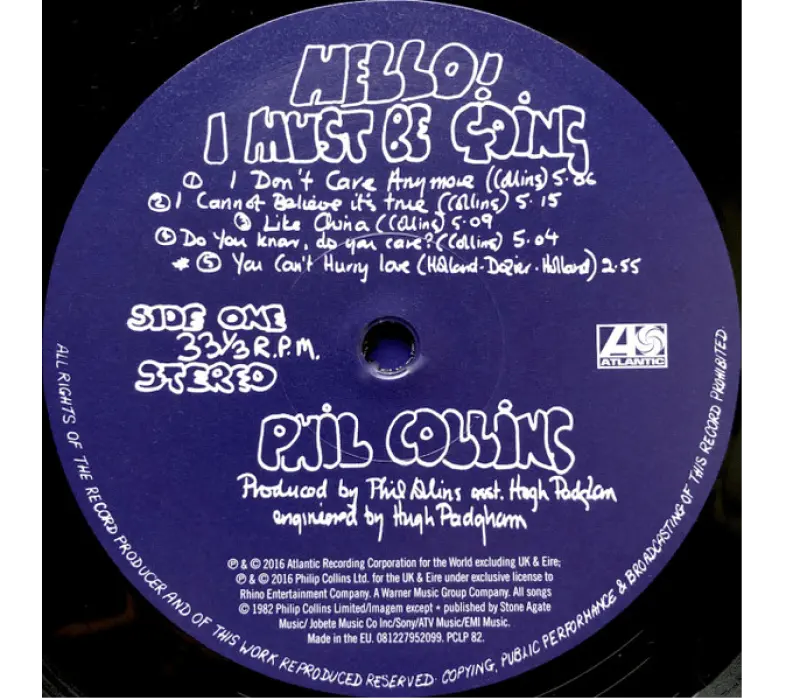 HELLO!
I MUST BE GOING
① I Don't Care Anymore (Collins) 5.06
② I Cannot Believe it's true (Collins) 5.15
③ Like China (Collins) 5.09
④ Do You know, do you care? (Collins) 5.04
* ⑤ You Can't Hurry love (Holland-Dozier-Holland) 2.55
SIDE ONE
33⅓ R.P.M.
STEREO
ATLANTIC
PHIL COLLINS
Produced by Phil Collins asst. Hugh Padgham
engineered by Hugh Padgham
℗ & © 2016 Atlantic Recording Corporation for the World excluding UK & Eire;
℗ & © 2016 Philip Collins Ltd. for the UK & Eire under exclusive license to
Rhino Entertainment Company. A Warner Music Group Company. All songs
© 1982 Philip Collins Limited/Imagem except * published by Stone Agate
Music/ Jobete Music Co Inc/Sony/ATV Music/EMI Music.
Made in the EU. 081227952099. PCLP 82.
ALL RIGHTS OF THE RECORD PRODUCER AND OF THIS WORK REPRODUCED RESERVED. COPYING, PUBLIC PERFORMANCE & BROADCASTING OF THIS RECORD PROHIBITED.